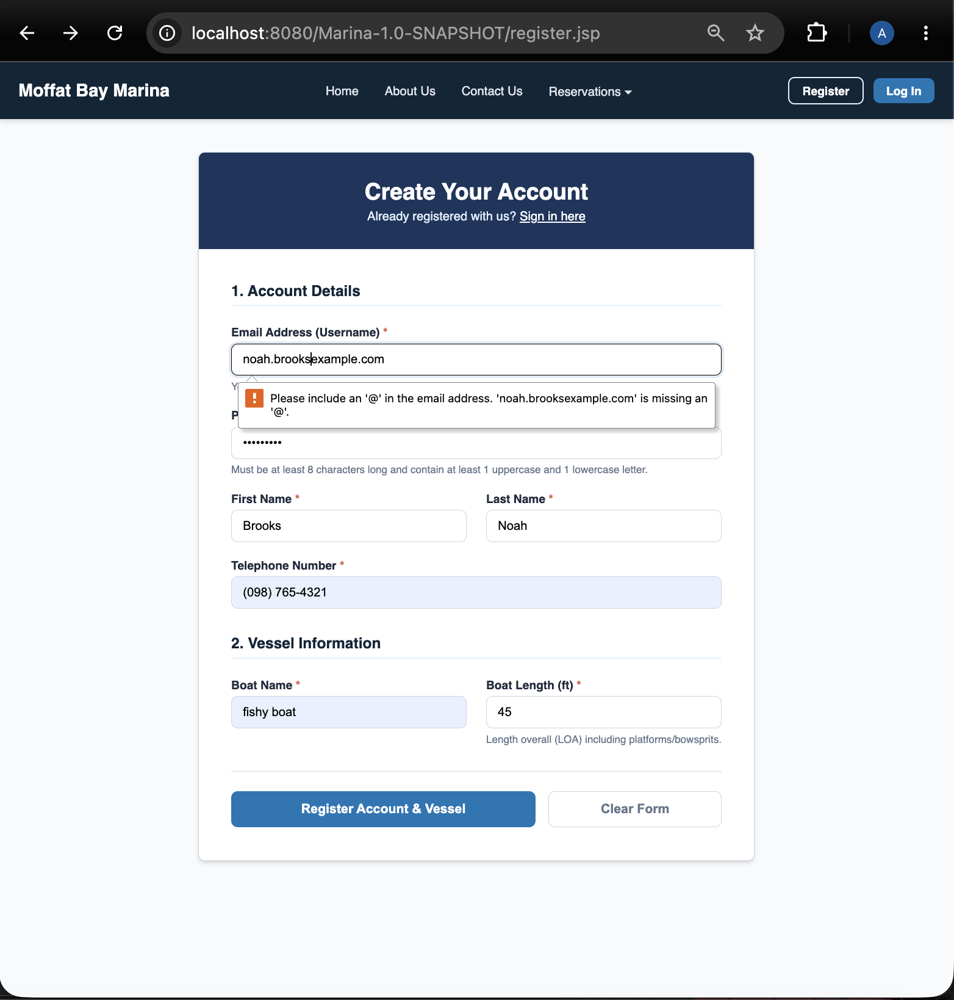 localhost:8080/Marina-1.0-SNAPSHOT/register.jsp
A
Moffat Bay Marina
Home
About Us
Contact Us
Reservations
Register
Log In
Create Your Account
Already registered with us? Sign in here
1. Account Details
Email Address (Username) *
noah.brooksexample.com
Please include an '@' in the email address. 'noah.brooksexample.com' is missing an
'@'.
•••••••••
Must be at least 8 characters long and contain at least 1 uppercase and 1 lowercase letter.
First Name *
Last Name *
Brooks
Noah
Telephone Number *
(098) 765-4321
2. Vessel Information
Boat Name *
Boat Length (ft) *
fishy boat
45
Length overall (LOA) including platforms/bowsprits.
Register Account & Vessel
Clear Form